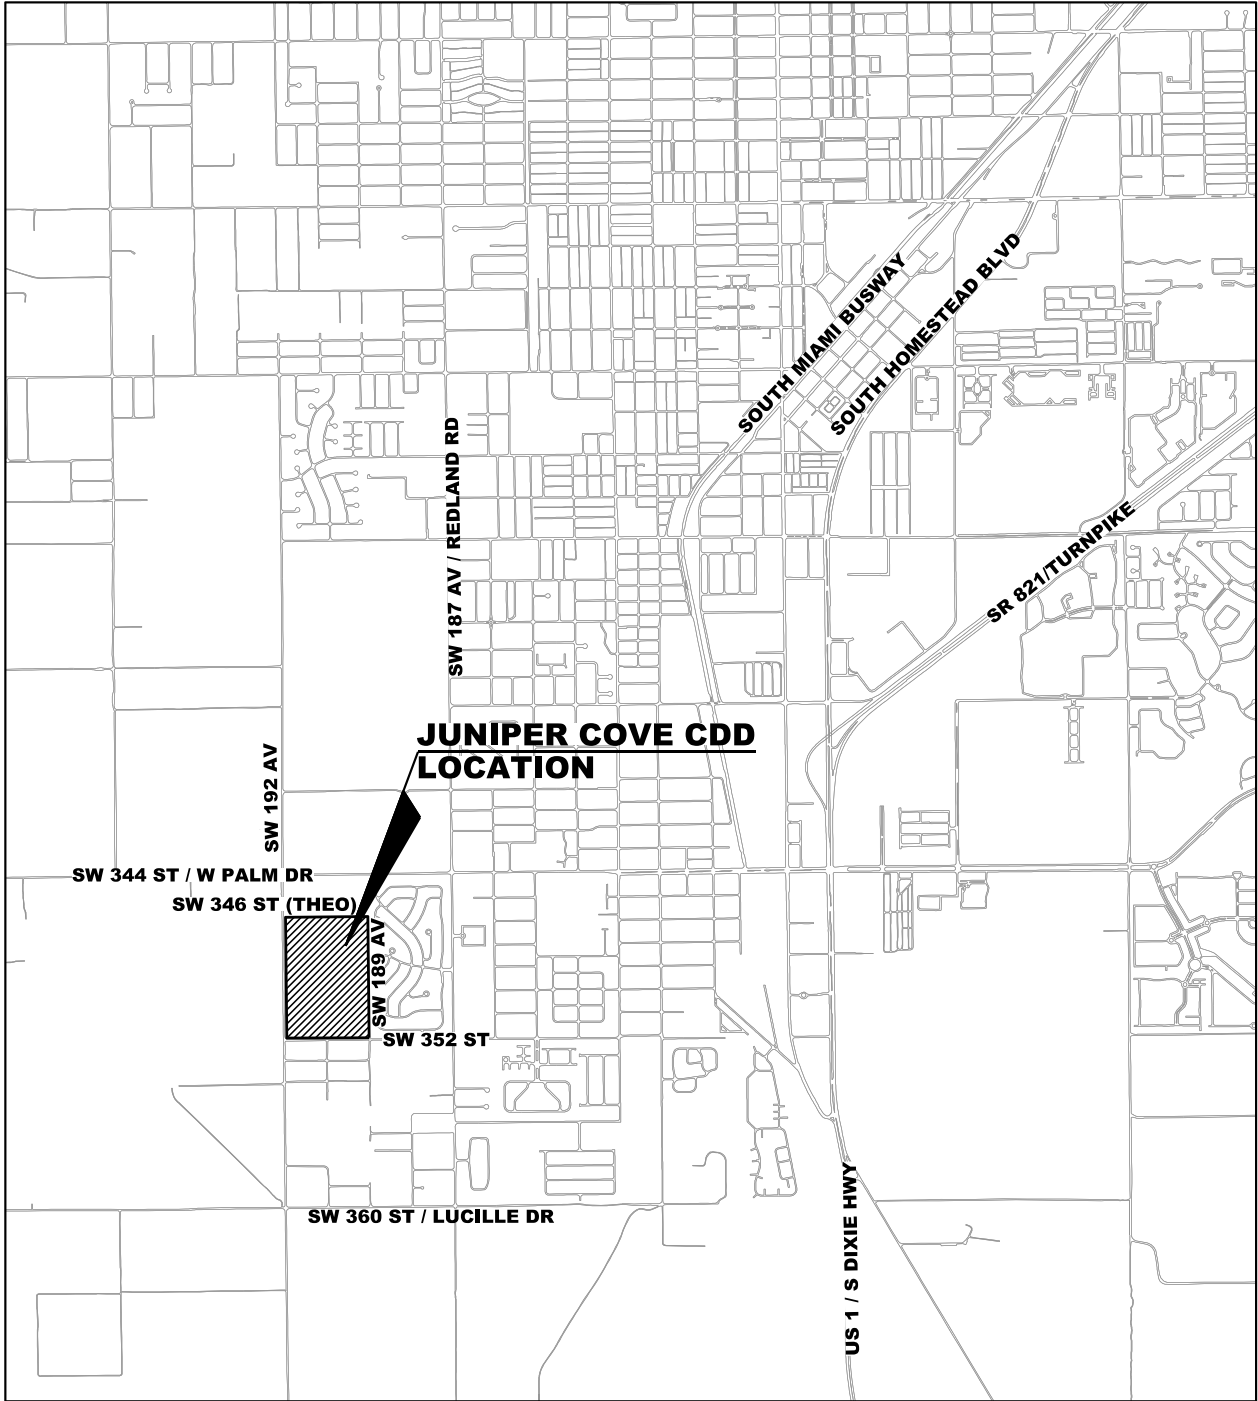 SOUTH MIAMI BUSWAY
SOUTH HOMESTEAD BLVD
SW 187 AV / REDLAND RD
SR 821/TURNPIKE
JUNIPER COVE CDD
LOCATION
SW 192 AV
SW 344 ST / W PALM DR
SW 346 ST (THEO)
SW 189 AV
SW 352 ST
SW 360 ST / LUCILLE DR
US 1 / S DIXIE HWY